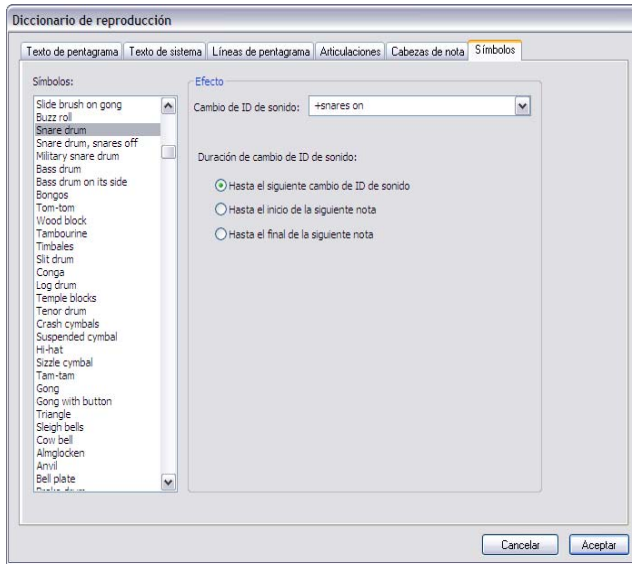 Diccionario de reproducción
Texto de pentagrama Texto de sistema Líneas de pentagrama Articulaciones Cabezas de nota Símbolos
Símbolos:
Slide brush on gong
Buzz roll
Snare drum
Snare drum, snares off
Military snare drum
Bass drum
Bass drum on its side
Bongos
Tom-tom
Wood block
Tambourine
Timbales
Slit drum
Conga
Log drum
Temple blocks
Tenor drum
Crash cymbals
Suspended cymbal
Hi-hat
Sizzle cymbal
Tam-tam
Gong
Gong with button
Triangle
Sleigh bells
Cow bell
Almglocken
Anvil
Bell plate
Efecto
Cambio de ID de sonido: +snares on
Duración de cambio de ID de sonido:
Hasta el siguiente cambio de ID de sonido
Hasta el inicio de la siguiente nota
Hasta el final de la siguiente nota
Cancelar Aceptar